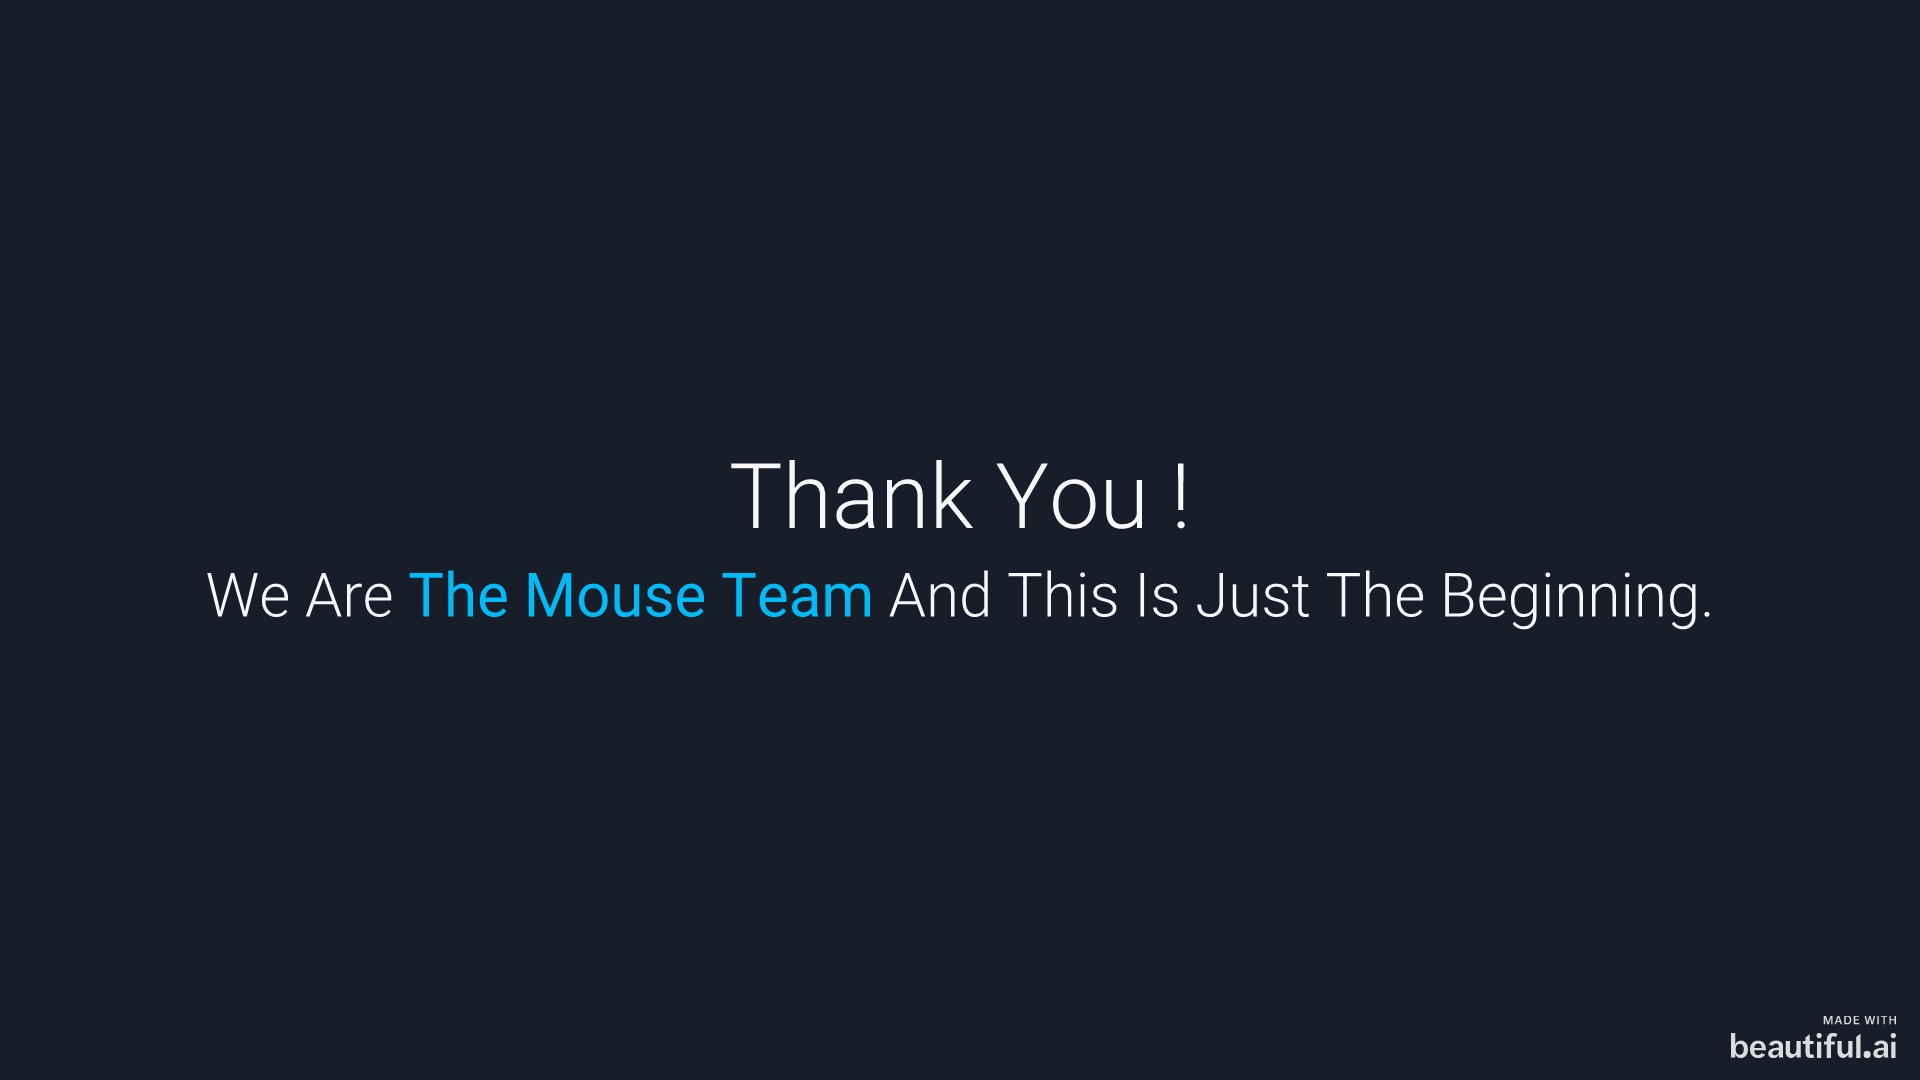 Thank You !
We Are The Mouse Team And This Is Just The Beginning.
MADE WITH
beautiful.ai